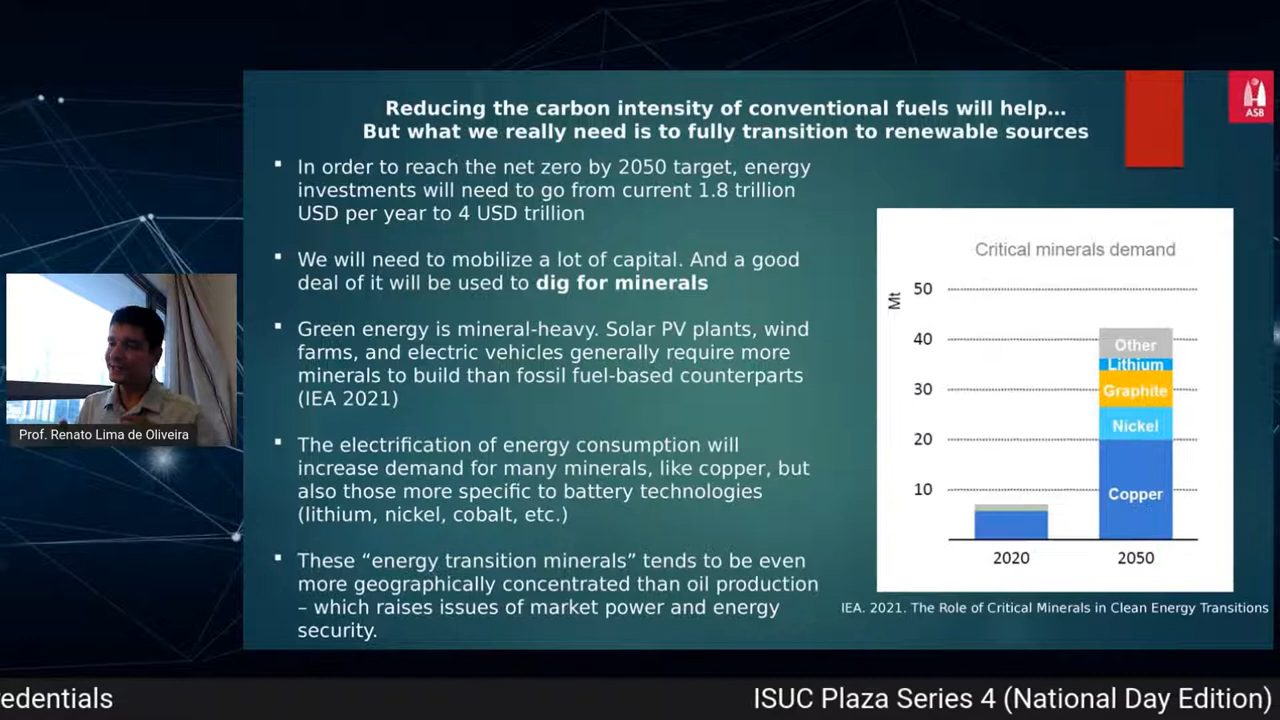 Reducing the carbon intensity of conventional fuels will help…
But what we really need is to fully transition to renewable sources
ASB
▪ In order to reach the net zero by 2050 target, energy
investments will need to go from current 1.8 trillion
USD per year to 4 USD trillion
▪ We will need to mobilize a lot of capital. And a good
deal of it will be used to dig for minerals
▪ Green energy is mineral-heavy. Solar PV plants, wind
farms, and electric vehicles generally require more
minerals to build than fossil fuel-based counterparts
(IEA 2021)
▪ The electrification of energy consumption will
increase demand for many minerals, like copper, but
also those more specific to battery technologies
(lithium, nickel, cobalt, etc.)
▪ These “energy transition minerals” tends to be even
more geographically concentrated than oil production
– which raises issues of market power and energy
security.
Critical minerals demand
Mt
50
40
30
20
10
Other
Lithium
Graphite
Nickel
Copper
2020
2050
IEA. 2021. The Role of Critical Minerals in Clean Energy Transitions
Prof. Renato Lima de Oliveira
redentials
ISUC Plaza Series 4 (National Day Edition)